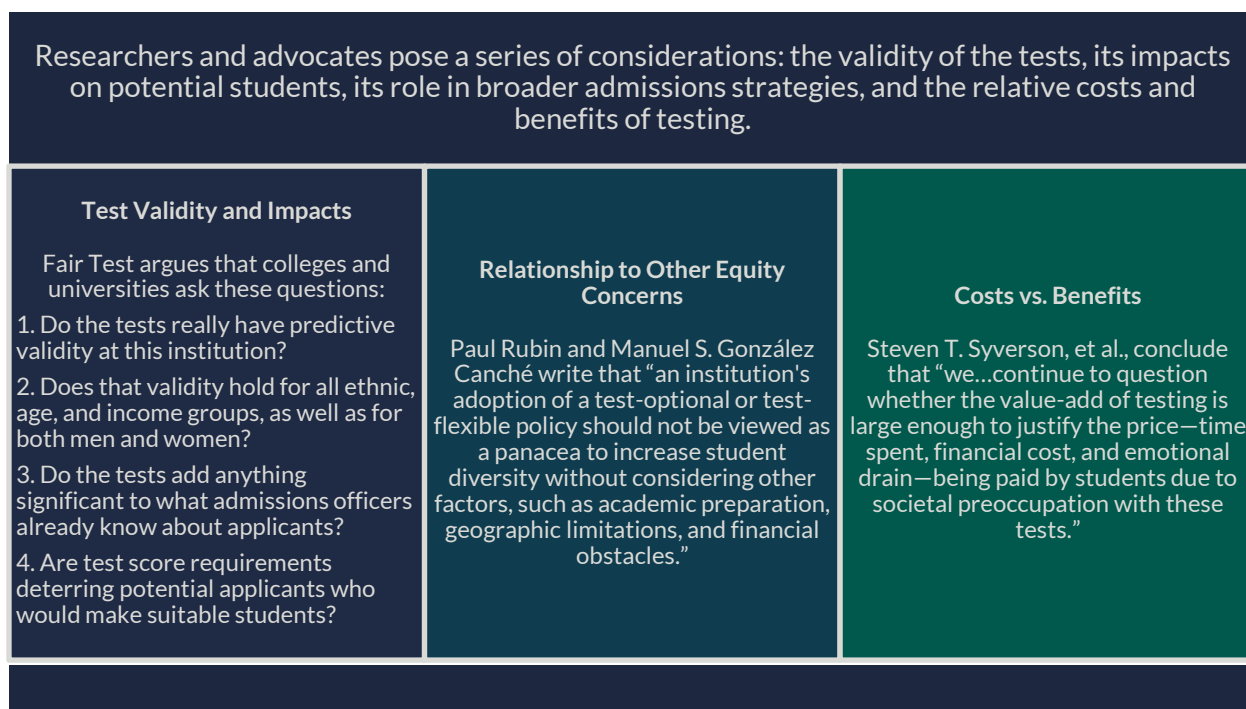 Researchers and advocates pose a series of considerations: the validity of the tests, its impacts
on potential students, its role in broader admissions strategies, and the relative costs and
benefits of testing.
Test Validity and Impacts
Fair Test argues that colleges and
universities ask these questions:
1. Do the tests really have predictive
validity at this institution?
2. Does that validity hold for all ethnic,
age, and income groups, as well as for
both men and women?
3. Do the tests add anything
significant to what admissions officers
already know about applicants?
4. Are test score requirements
deterring potential applicants who
would make suitable students?
Relationship to Other Equity
Concerns
Paul Rubin and Manuel S. González
Canché write that “an institution's
adoption of a test-optional or test-
flexible policy should not be viewed as
a panacea to increase student
diversity without considering other
factors, such as academic preparation,
geographic limitations, and financial
obstacles.”
Costs vs. Benefits
Steven T. Syverson, et al., conclude
that “we...continue to question
whether the value-add of testing is
large enough to justify the price—time
spent, financial cost, and emotional
drain—being paid by students due to
societal preoccupation with these
tests.”